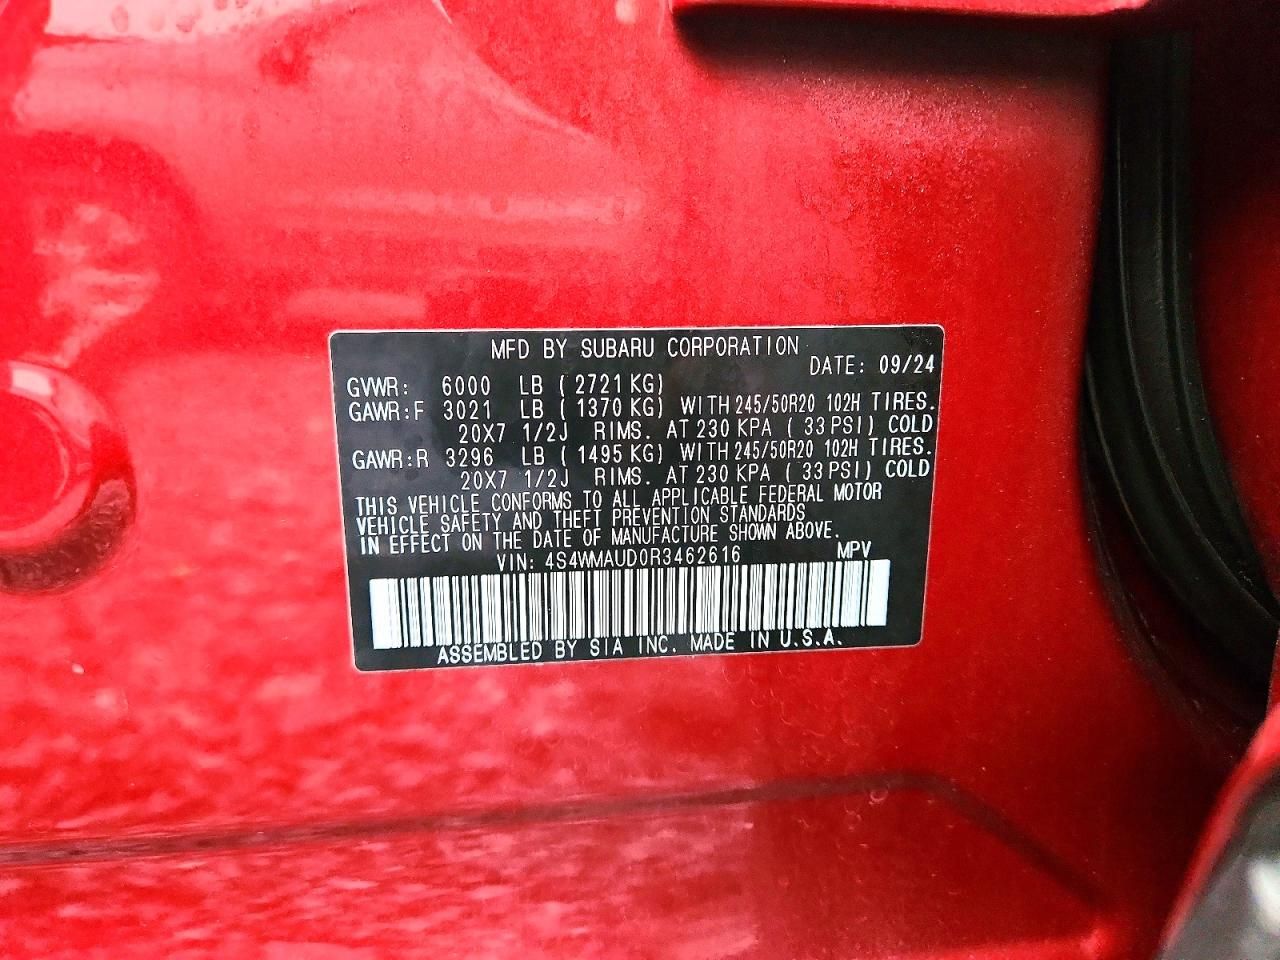 MFD BY SUBARU CORPORATION
DATE: 09/24
GVWR: 6000 LB ( 2721 KG)
GAWR:F 3021 LB ( 1370 KG) WITH 245/50R20 102H TIRES.
20X7 1/2J RIMS. AT 230 KPA ( 33 PSI) COLD
GAWR:R 3296 LB ( 1495 KG) WITH 245/50R20 102H TIRES.
20X7 1/2J RIMS. AT 230 KPA ( 33 PSI) COLD
THIS VEHICLE CONFORMS TO ALL APPLICABLE FEDERAL MOTOR
VEHICLE SAFETY AND THEFT PREVENTION STANDARDS
IN EFFECT ON THE DATE OF MANUFACTURE SHOWN ABOVE.
VIN: 4S4WMAUD0R3462616 MPV
ASSEMBLED BY SIA INC. MADE IN U.S.A.